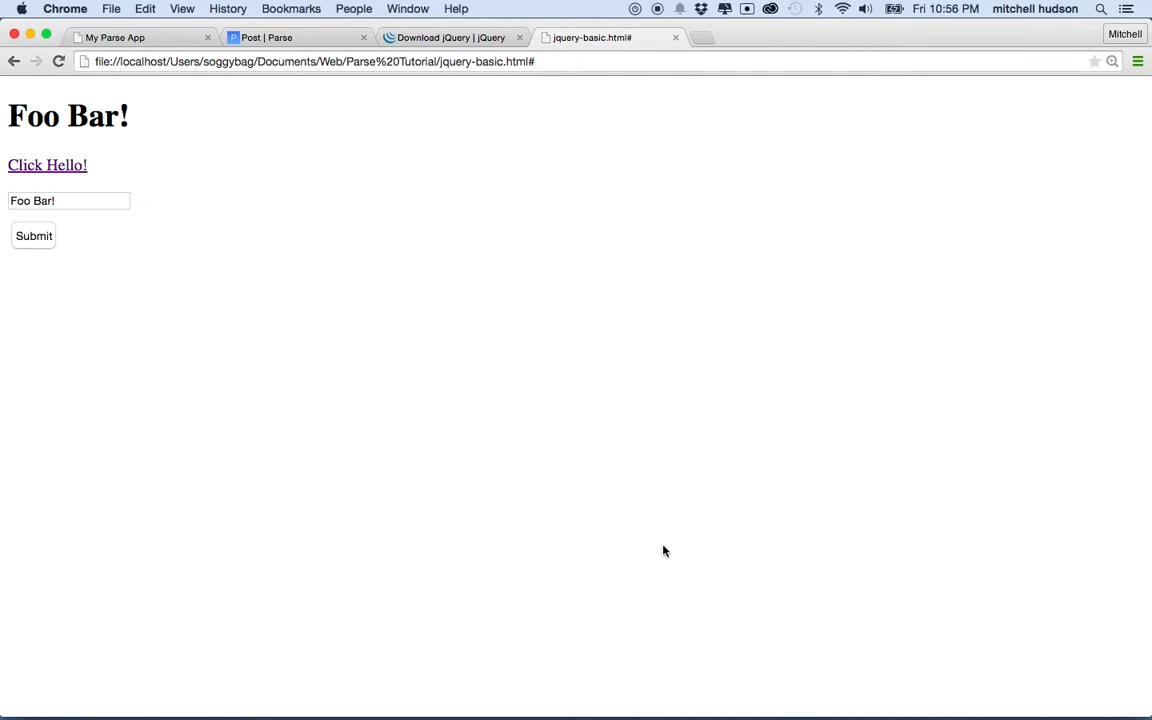 Chrome File Edit View History Bookmarks People Window Help Fri 10:56 PM mitchell hudson
My Parse App Post | Parse Download jQuery | jQuery jquery-basic.html# Mitchell
file://localhost/Users/soggybag/Documents/Web/Parse%20Tutorial/jquery-basic.html#
Foo Bar!
Click Hello!
Foo Bar!
Submit